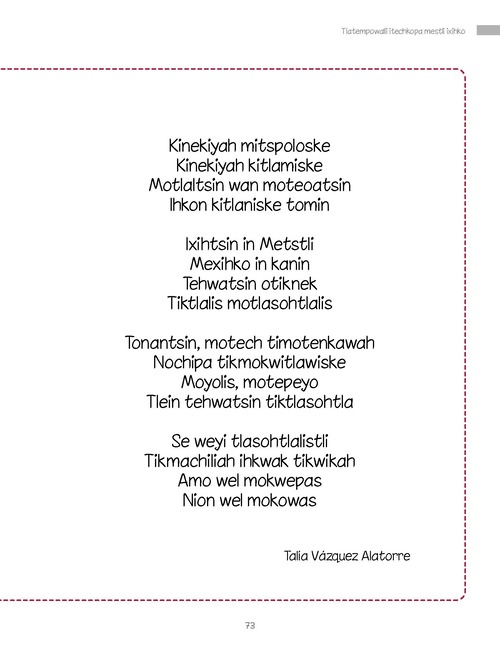 Tlatempowalli itechkopa mestli ixihko
Kinekiyah mitspoloske
Kinekiyah kitlamiske
Motlaltsin wan moteoatsin
Ihkon kitlaniske tomin
Ixihtsin in Metstli
Mexihko in kanin
Tehwatsin otiknek
Tiktlalis motlasohtlalis
Tonantsin, motech timotenkawah
Nochipa tikmokwitlawiske
Moyolis, motepeyo
Tlein tehwatsin tiktlasohtla
Se weyi tlasohtlalistli
Tikmachiliah ihkwak tikwikah
Amo wel mokwepas
Nion wel mokowas
Talia Vázquez Alatorre
73